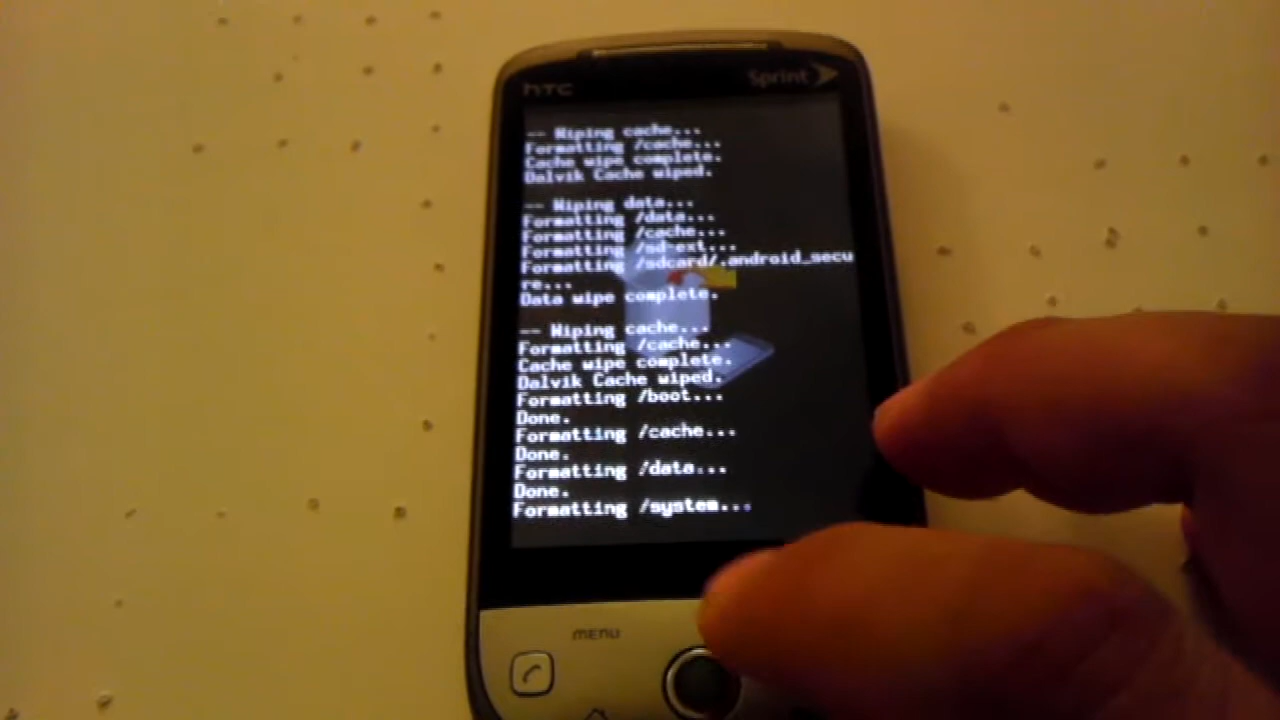 hTC
Sprint
-- Wiping cache...
Formatting /cache...
Cache wipe complete.
Dalvik Cache wiped.
-- Wiping data...
Formatting /data...
Formatting /cache...
Formatting /sd-ext...
Formatting /sdcard/.android_secu
re...
Data wipe complete.
-- Wiping cache...
Formatting /cache...
Cache wipe complete.
Dalvik Cache wiped.
Formatting /boot...
Done.
Formatting /cache...
Done.
Formatting /data...
Done.
Formatting /system...
MENU